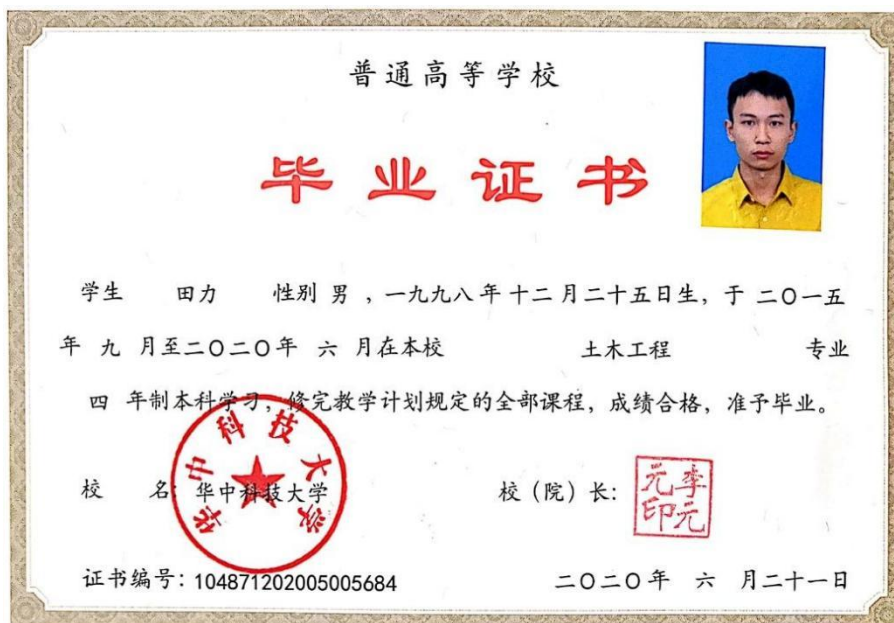 普通高等学校
毕业证书
学生 田力 性别 男 ，一九九八年十二月二十五日生，于 二〇一五
年 九 月至二〇二〇年 六 月在本校 土木工程 专业
四 年制本科学习，修完教学计划规定的全部课程，成绩合格，准予毕业。
华中科技大学
校 名：华中科技大学 校（院）长：
李元元印
证书编号：104871202005005684 二〇二〇年 六 月二十一日